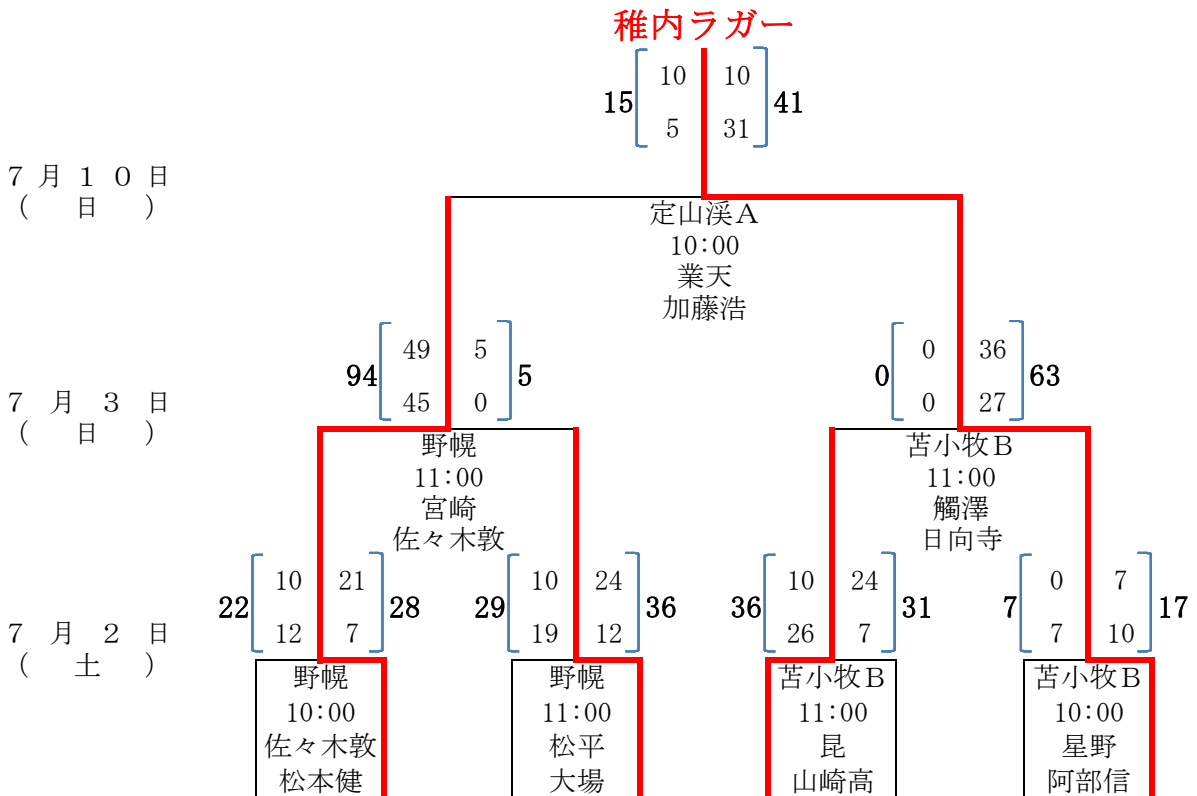 稚内ラガー
10 10
15 41
5 31
７月１０日
（ 日 ）
定山渓Ａ
10:00
業天
加藤浩
49 5
94 5
45 0
0 36
0 63
0 27
７月３日
（ 日 ）
野幌
11:00
宮崎
佐々木敦
苫小牧Ｂ
11:00
觸澤
日向寺
10 21
22 28
12 7
10 24
29 36
19 12
10 24
36 31
26 7
0 7
7 17
7 10
７月２日
（ 土 ）
野幌
10:00
佐々木敦
松本健
野幌
11:00
松平
大場
苫小牧Ｂ
11:00
昆
山崎高
苫小牧Ｂ
10:00
星野
阿部信